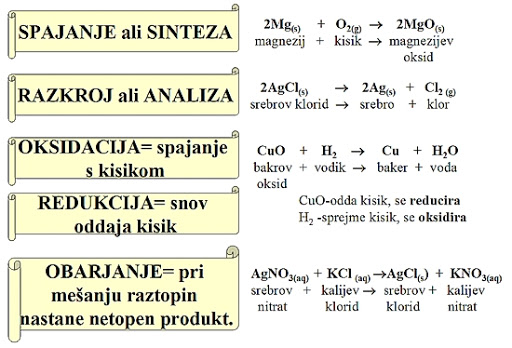 SPAJANJE ali SINTEZA
2Mg(s) + O2(g) → 2MgO(s)
magnezij + kisik → magnezijev
oksid
RAZKROJ ali ANALIZA
2AgCl(s) → 2Ag(s) + Cl2 (g)
srebrov klorid → srebro + klor
OKSIDACIJA= spajanje
s kisikom
CuO + H2 → Cu + H2O
bakrov + vodik → baker + voda
oksid
REDUKCIJA= snov
oddaja kisik
CuO-odda kisik, se reducira
H2 -sprejme kisik, se oksidira
OBARJANJE= pri
mešanju raztopin
nastane netopen produkt.
AgNO3(aq) + KCl (aq) →AgCl(s) + KNO3(aq)
srebrov + kalijev → srebrov + kalijev
nitrat klorid klorid nitrat